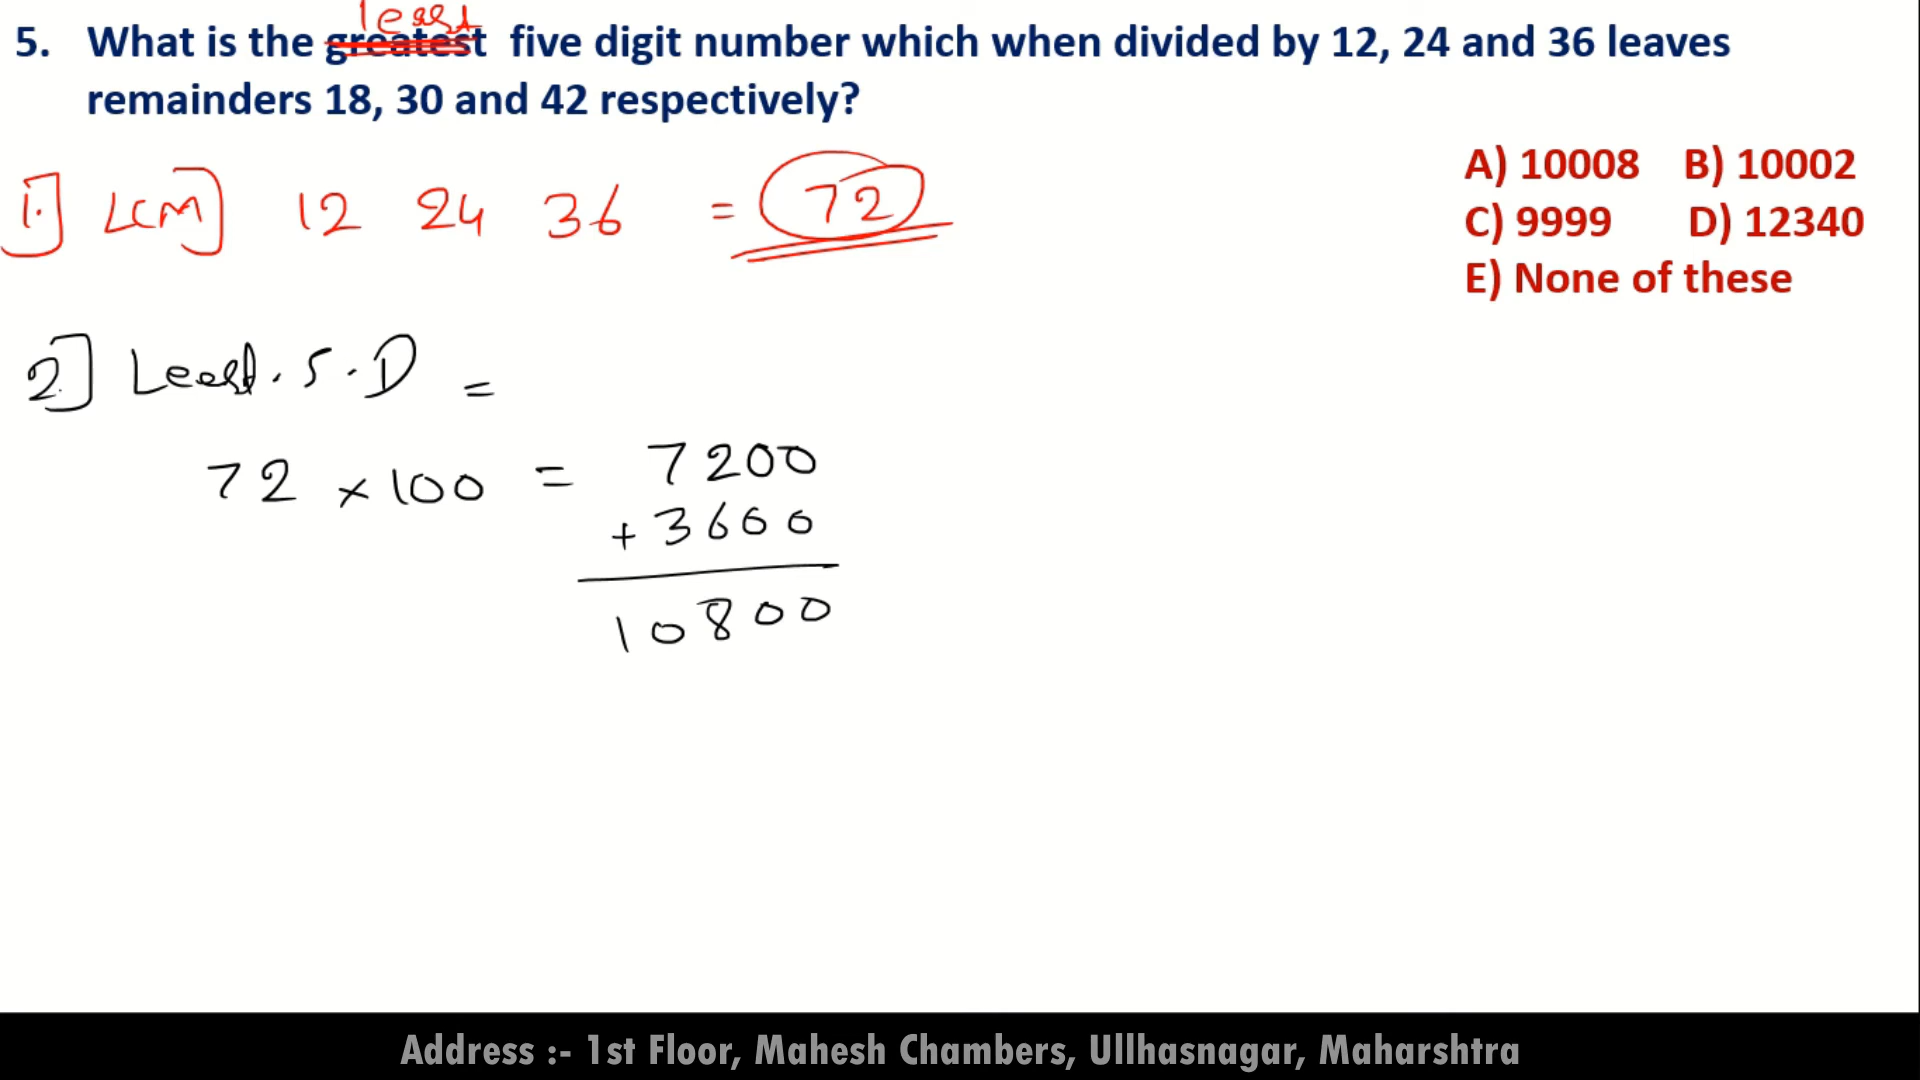 least
5. What is the greatest five digit number which when divided by 12, 24 and 36 leaves
remainders 18, 30 and 42 respectively?
A) 10008 B) 10002
C) 9999 D) 12340
E) None of these
1.] LCM] 12 24 36 = 72
2] Least. 5. D =
72 x 100 = 7200
+ 3600
10800
Address :- 1st Floor, Mahesh Chambers, Ullhasnagar, Maharshtra